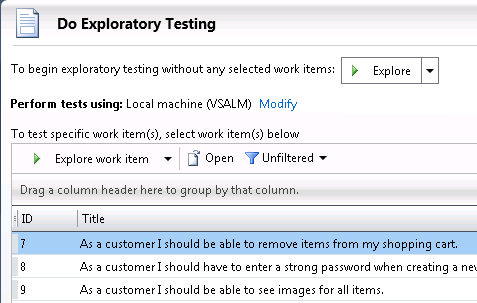 Do Exploratory Testing
To begin exploratory testing without any selected work items: Explore
Perform tests using: Local machine (VSALM) Modify
To test specific work item(s), select work item(s) below
Explore work item Open Unfiltered
Drag a column header here to group by that column.
ID Title
7 As a customer I should be able to remove items from my shopping cart.
8 As a customer I should have to enter a strong password when creating a
9 As a customer I should be able to see images for all items.